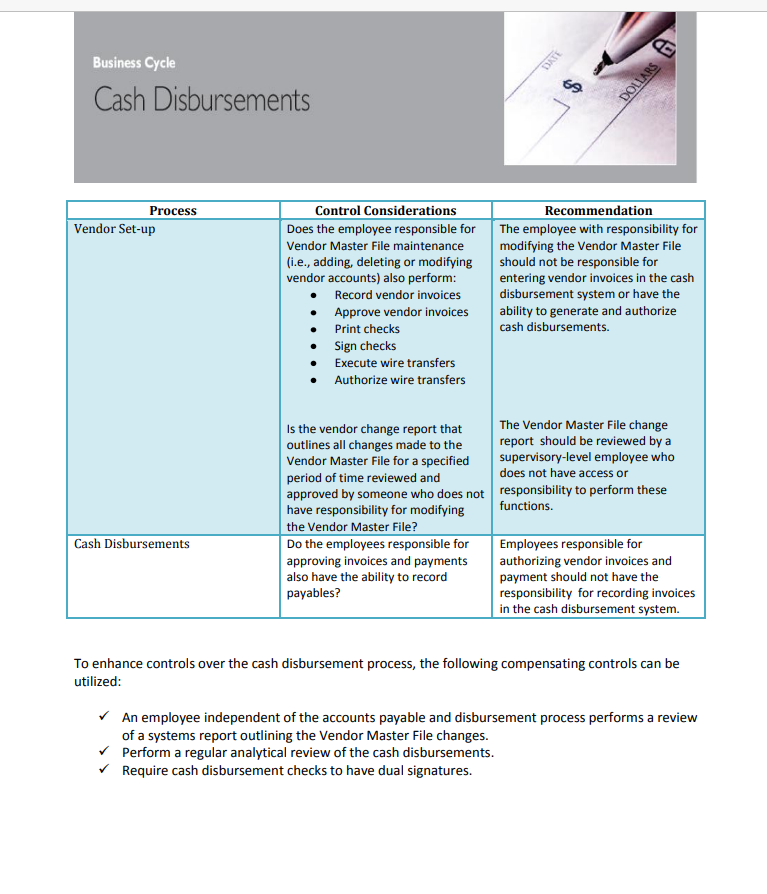 Business Cycle
Cash Disbursements
DATE
$
DOLLARS
Process
Control Considerations
Recommendation
Vendor Set-up
Does the employee responsible for
Vendor Master File maintenance
(i.e., adding, deleting or modifying
vendor accounts) also perform:
• Record vendor invoices
• Approve vendor invoices
• Print checks
• Sign checks
• Execute wire transfers
• Authorize wire transfers
The employee with responsibility for
modifying the Vendor Master File
should not be responsible for
entering vendor invoices in the cash
disbursement system or have the
ability to generate and authorize
cash disbursements.
Is the vendor change report that
outlines all changes made to the
Vendor Master File for a specified
period of time reviewed and
approved by someone who does not
have responsibility for modifying
the Vendor Master File?
The Vendor Master File change
report should be reviewed by a
supervisory-level employee who
does not have access or
responsibility to perform these
functions.
Cash Disbursements
Do the employees responsible for
approving invoices and payments
also have the ability to record
payables?
Employees responsible for
authorizing vendor invoices and
payment should not have the
responsibility for recording invoices
in the cash disbursement system.
To enhance controls over the cash disbursement process, the following compensating controls can be
utilized:
✓ An employee independent of the accounts payable and disbursement process performs a review
of a systems report outlining the Vendor Master File changes.
✓ Perform a regular analytical review of the cash disbursements.
✓ Require cash disbursement checks to have dual signatures.